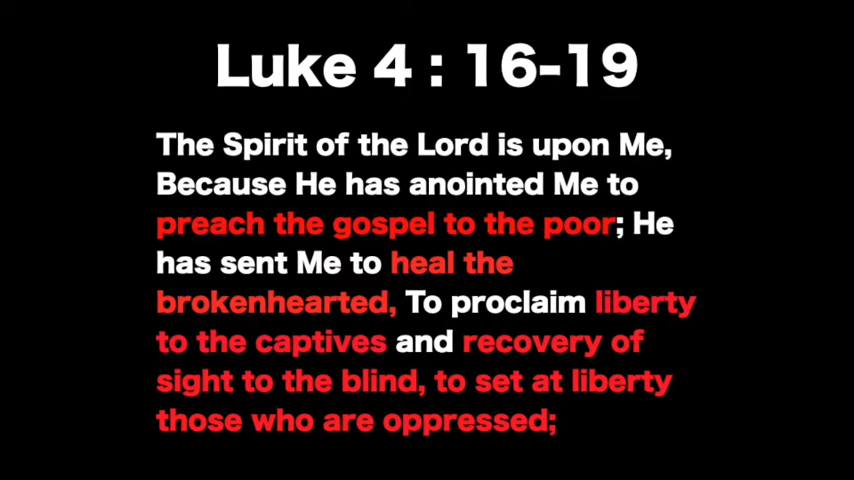 Luke 4 : 16-19
The Spirit of the Lord is upon Me,
Because He has anointed Me to
preach the gospel to the poor; He
has sent Me to heal the
brokenhearted, To proclaim liberty
to the captives and recovery of
sight to the blind, to set at liberty
those who are oppressed;